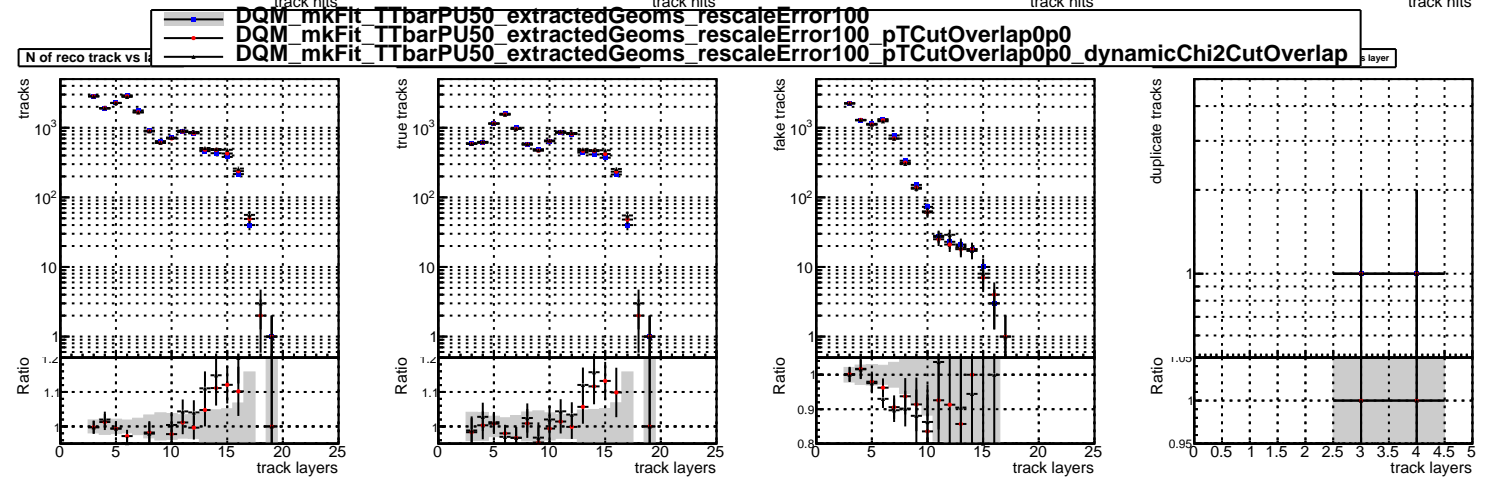 track hits track hits track hits track hits
DQM_mkFit_TTbarPU50_extractedGeoms_rescaleError100
DQM_mkFit_TTbarPU50_extractedGeoms_rescaleError100_pTCutOverlap0p0
DQM_mkFit_TTbarPU50_extractedGeoms_rescaleError100_pTCutOverlap0p0_dynamicChi2CutOverlap
N of reco track vs la
s layer
tracks
10³
10²
10
1
Ratio
1.2
1.1
1
0 5 10 15 20 25
track layers
true tracks
10³
10²
10
1
Ratio
1.2
1.1
1
0 5 10 15 20 25
track layers
fake tracks
10³
10²
10
1
Ratio
1
0.9
0.8
0 5 10 15 20 25
track layers
duplicate tracks
1
Ratio
1.05
1
0.95
0 0.5 1 1.5 2 2.5 3 3.5 4 4.5 5
track layers